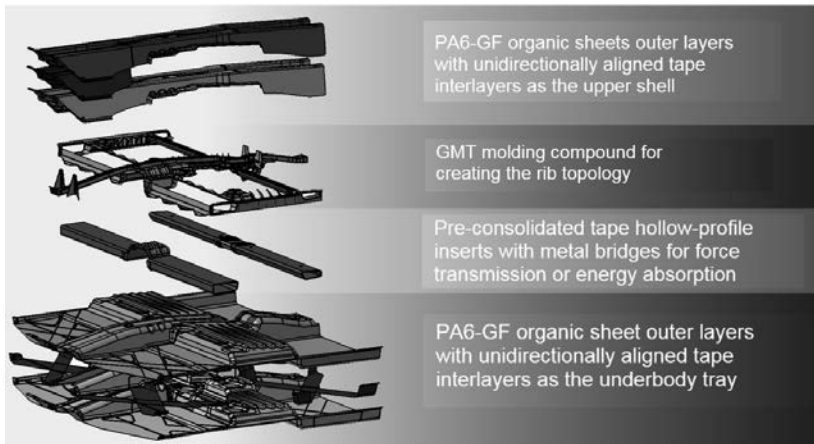 PA6-GF organic sheets outer layers
with unidirectionally aligned tape
interlayers as the upper shell
GMT molding compound for
creating the rib topology
Pre-consolidated tape hollow-profile
inserts with metal bridges for force
transmission or energy absorption
PA6-GF organic sheet outer layers
with unidirectionally aligned tape
interlayers as the underbody tray